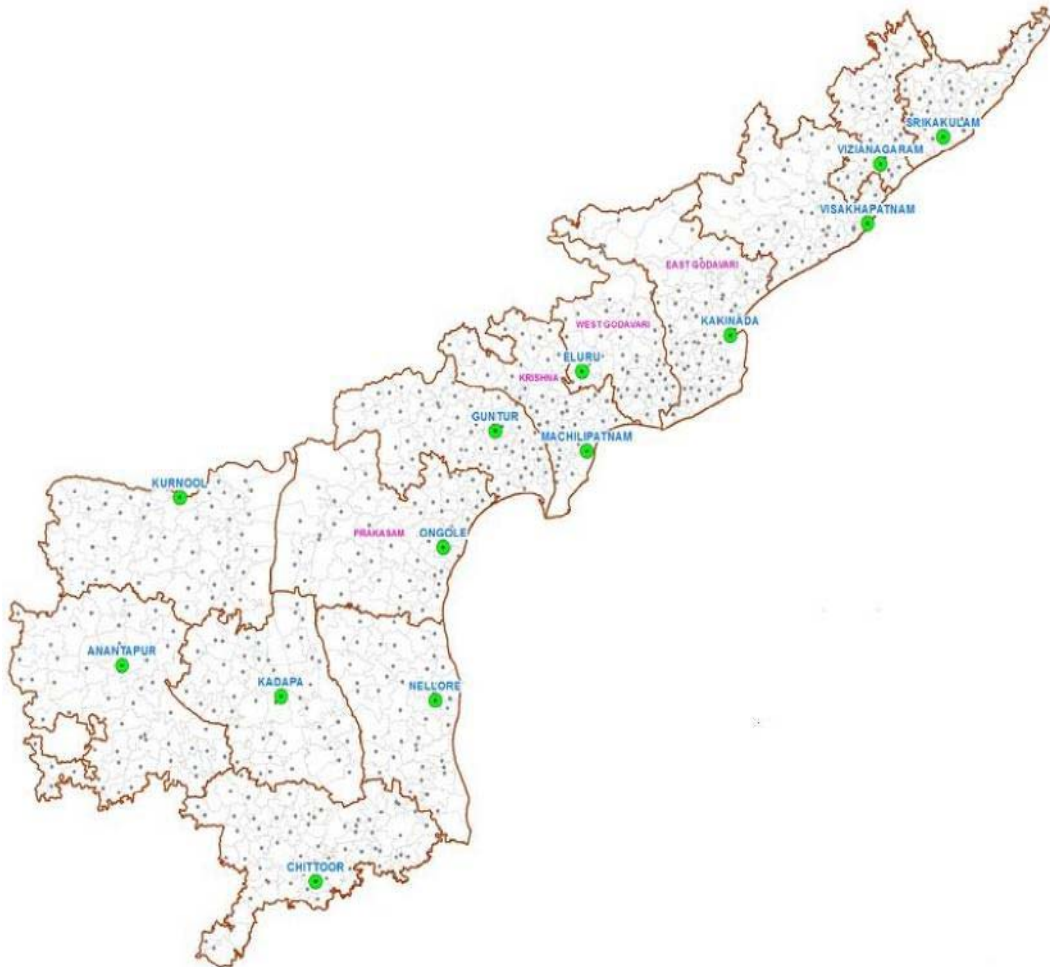 SRIKAKULAM
VIZIANAGARAM
VISAKHAPATNAM
EAST GODAVARI
KAKINADA
WEST GODAVARI
ELURU
KRISHNA
GUNTUR
MACHILIPATNAM
KURNOOL
PRAKASAM
ONGOLE
ANANTAPUR
KADAPA
NELLORE
CHITTOOR